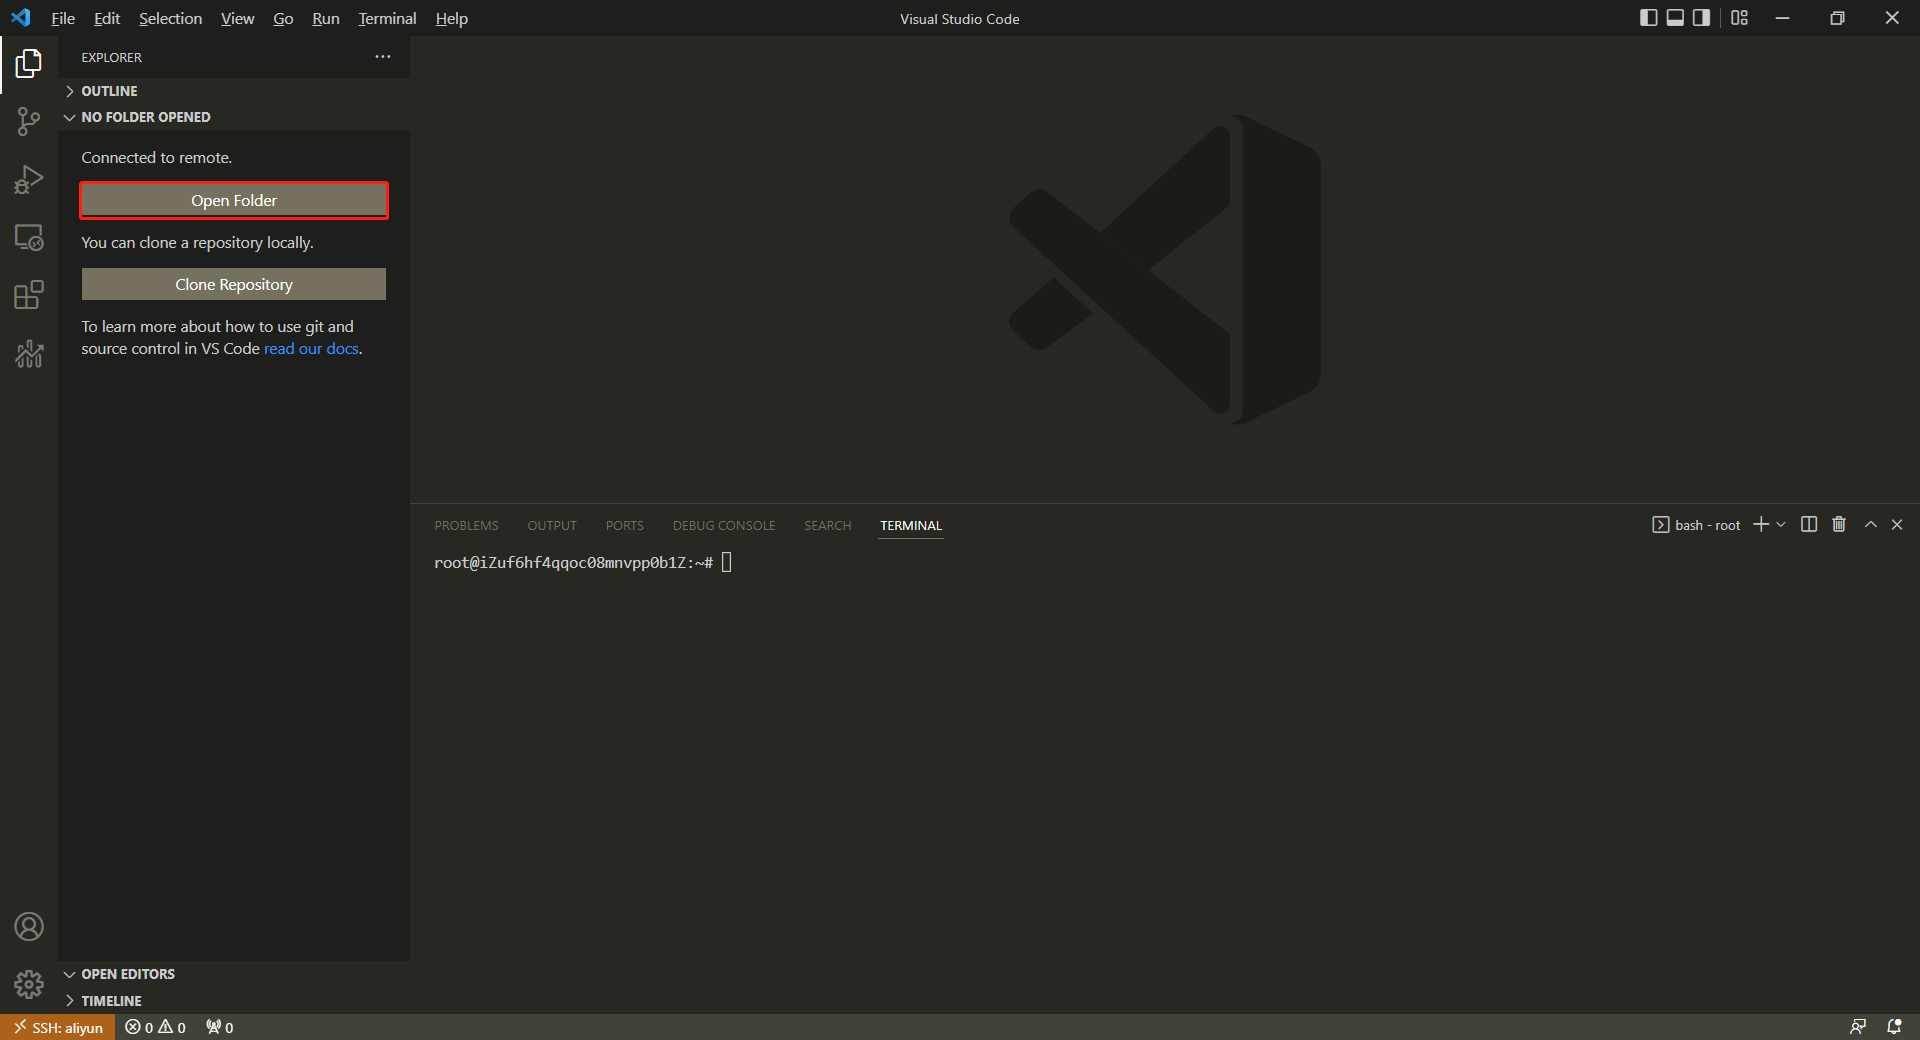 File Edit Selection View Go Run Terminal Help
Visual Studio Code
EXPLORER
OUTLINE
NO FOLDER OPENED
Connected to remote.
Open Folder
You can clone a repository locally.
Clone Repository
To learn more about how to use git and
source control in VS Code read our docs.
PROBLEMS OUTPUT PORTS DEBUG CONSOLE SEARCH TERMINAL
bash - root
root@iZuf6hf4qqoc08mnvpp0b1Z:~#
OPEN EDITORS
TIMELINE
SSH: aliyun 0 0 0